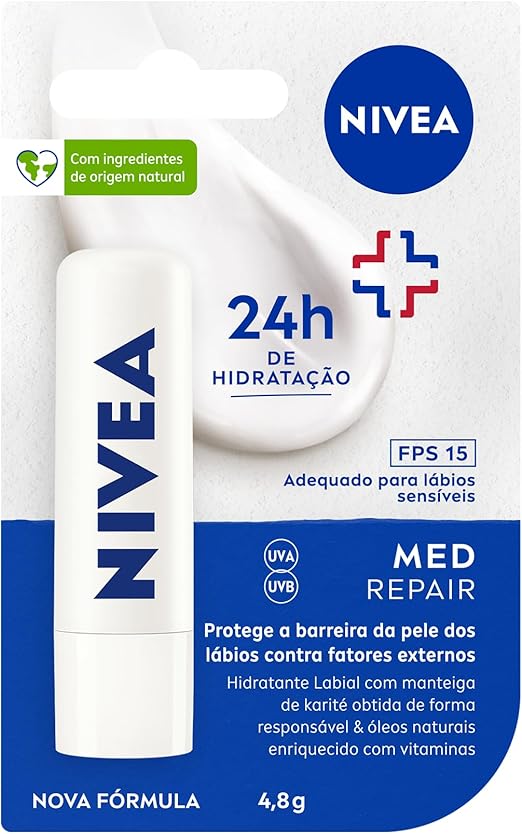 NIVEA
Com ingredientes
de origem natural
24h
DE
HIDRATAÇÃO
FPS 15
Adequado para lábios
sensíveis
NIVEA
UVA
UVB
MED
REPAIR
Protege a barreira da pele dos
lábios contra fatores externos
Hidratante Labial com manteiga
de karité obtida de forma
responsável & óleos naturais
enriquecido com vitaminas
NOVA FÓRMULA
4,8g